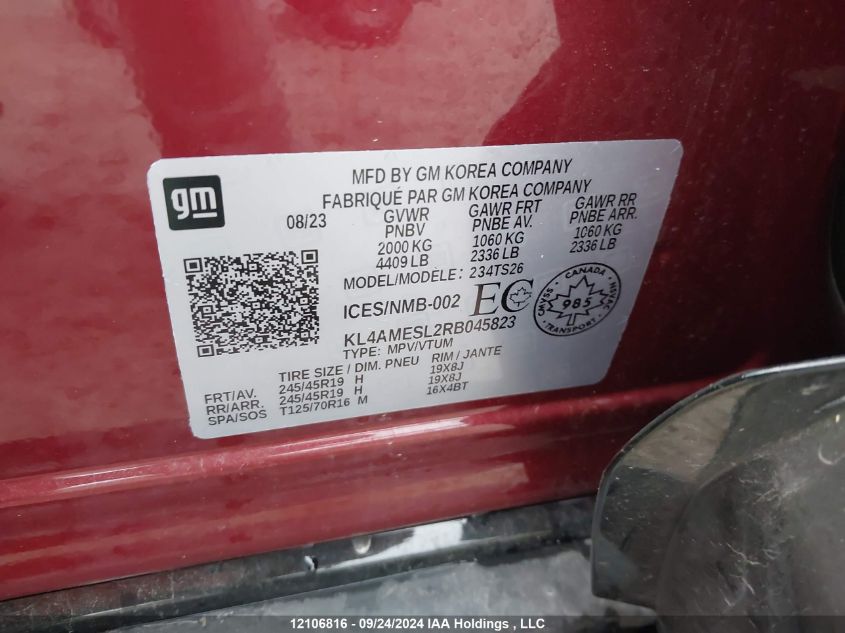 gm
MFD BY GM KOREA COMPANY
FABRIQUÉ PAR GM KOREA COMPANY
08/23 GVWR GAWR FRT GAWR RR
PNBV PNBE AV. PNBE ARR.
2000 KG 1060 KG 1060 KG
4409 LB 2336 LB 2336 LB
MODEL/MODÈLE: 234TS26
ICES/NMB-002 EC
CANADA
CMVSS 985 NSVAC
TRANSPORT
KL4AMESL2RB045823
TYPE: MPV/VTUM
TIRE SIZE / DIM. PNEU RIM / JANTE
FRT/AV. 245/45R19 H 19X8J
RR/ARR. 245/45R19 H 19X8J
SPA/SOS T125/70R16 M 16X4BT
12106816 - 09/24/2024 IAA Holdings , LLC